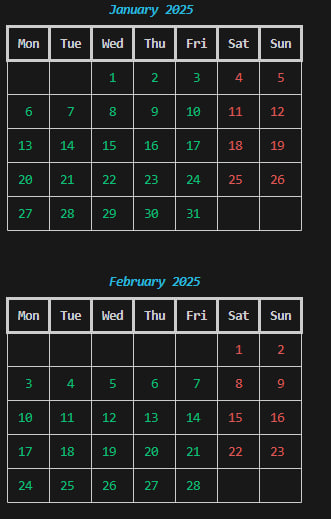 January 2025
Mon Tue Wed Thu Fri Sat Sun
1 2 3 4 5
6 7 8 9 10 11 12
13 14 15 16 17 18 19
20 21 22 23 24 25 26
27 28 29 30 31
February 2025
Mon Tue Wed Thu Fri Sat Sun
1 2
3 4 5 6 7 8 9
10 11 12 13 14 15 16
17 18 19 20 21 22 23
24 25 26 27 28